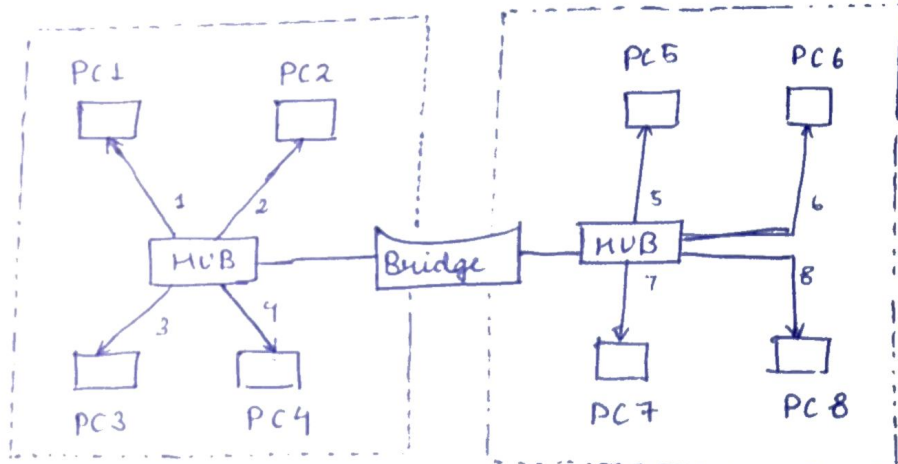 PC1 PC2
1 2
HUB
3 4
PC3 PC4
Bridge
PC5 PC6
5 6
HUB
7 8
PC7 PC8